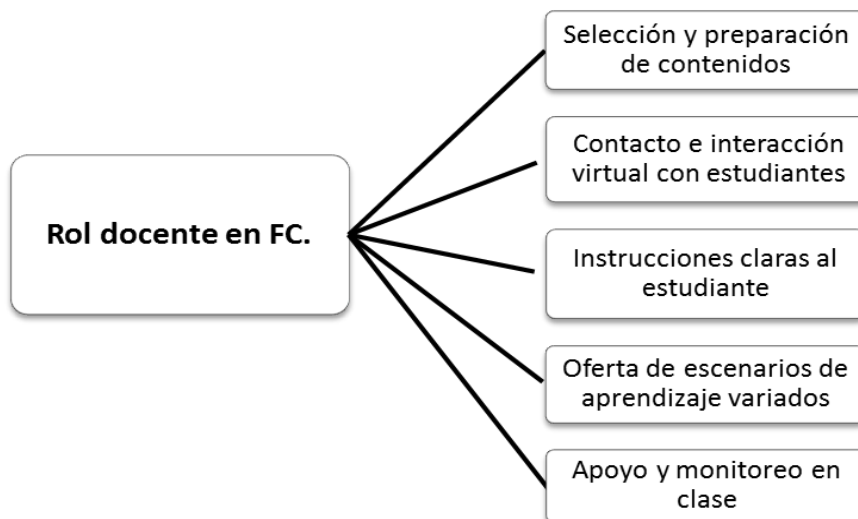 Rol docente en FC.
Selección y preparación
de contenidos
Contacto e interacción
virtual con estudiantes
Instrucciones claras al
estudiante
Oferta de escenarios de
aprendizaje variados
Apoyo y monitoreo en
clase